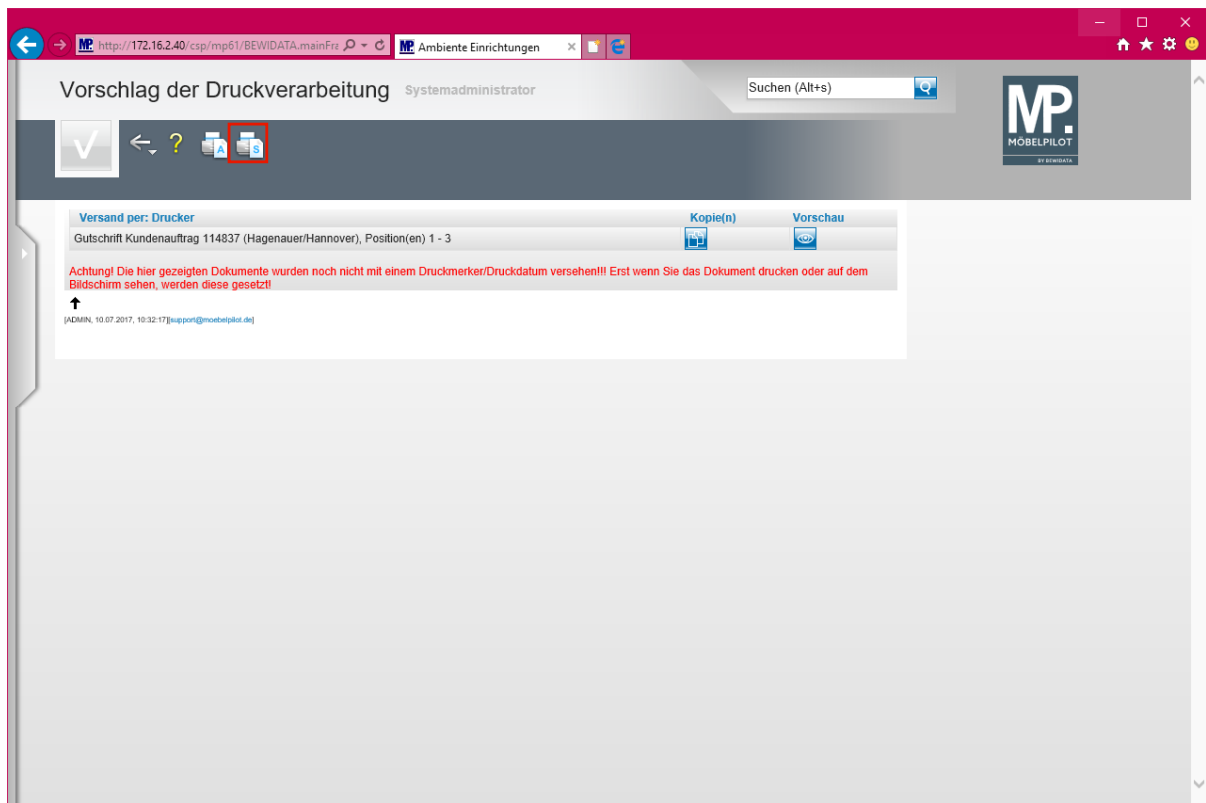 http://172.16.2.40/csp/mp61/BEWIDATA.mainFra
MP. Ambiente Einrichtungen
Vorschlag der Druckverarbeitung Systemadministrator
Suchen (Alt+s)
MP.
MÖBELPILOT
BY BEWIDATA
? A S
Versand per: Drucker Kopie(n) Vorschau
Gutschrift Kundenauftrag 114837 (Hagenauer/Hannover), Position(en) 1 - 3
Achtung! Die hier gezeigten Dokumente wurden noch nicht mit einem Druckmerker/Druckdatum versehen!!! Erst wenn Sie das Dokument drucken oder auf dem
Bildschirm sehen, werden diese gesetzt!
[ADMIN, 10.07.2017, 10:32:17][support@moebelpilot.de]